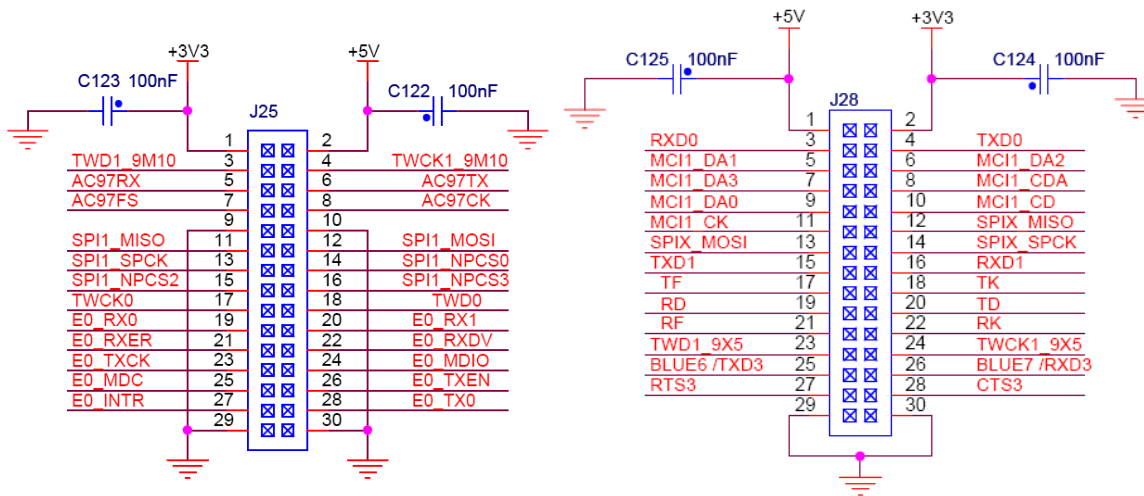 +3V3 +5V
C123 100nF C122 100nF
J25
1 2
TWD1_9M10 3 4 TWCK1_9M10
AC97RX 5 6 AC97TX
AC97FS 7 8 AC97CK
9 10
SPI1_MISO 11 12 SPI1_MOSI
SPI1_SPCK 13 14 SPI1_NPCS0
SPI1_NPCS2 15 16 SPI1_NPCS3
TWCK0 17 18 TWD0
E0_RX0 19 20 E0_RX1
E0_RXER 21 22 E0_RXDV
E0_TXCK 23 24 E0_MDIO
E0_MDC 25 26 E0_TXEN
E0_INTR 27 28 E0_TX0
29 30
+5V +3V3
C125 100nF C124 100nF
J28
1 2
RXD0 3 4 TXD0
MCI1_DA1 5 6 MCI1_DA2
MCI1_DA3 7 8 MCI1_CDA
MCI1_DA0 9 10 MCI1_CD
MCI1_CK 11 12 SPIX_MISO
SPIX_MOSI 13 14 SPIX_SPCK
TXD1 15 16 RXD1
TF 17 18 TK
RD 19 20 TD
RF 21 22 RK
TWD1_9X5 23 24 TWCK1_9X5
BLUE6 /TXD3 25 26 BLUE7 /RXD3
RTS3 27 28 CTS3
29 30